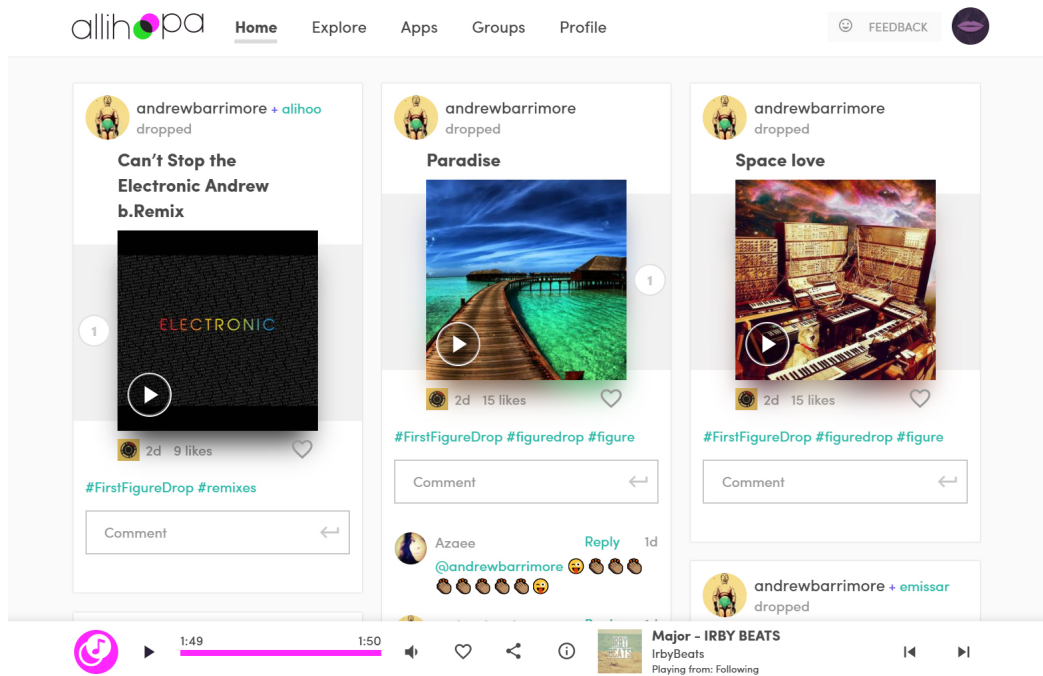 allihoopa
Home Explore Apps Groups Profile FEEDBACK
andrewbarrimore + alihoo
dropped
Can't Stop the
Electronic Andrew
b.Remix
1
ELECTRONIC
2d 9 likes
#FirstFigureDrop #remixes
Comment
andrewbarrimore
dropped
Paradise
1
2d 15 likes
#FirstFigureDrop #figuredrop #figure
Comment
Azaee Reply 1d
@andrewbarrimore 😜👏🏽👏🏽👏🏽
👏🏽👏🏽👏🏽👏🏽👏🏽😜
andrewbarrimore
dropped
Space love
2d 15 likes
#FirstFigureDrop #figuredrop #figure
Comment
andrewbarrimore + emissar
dropped
1:49 1:50
IRBY
BEATS
Major - IRBY BEATS
IrbyBeats
Playing from: Following